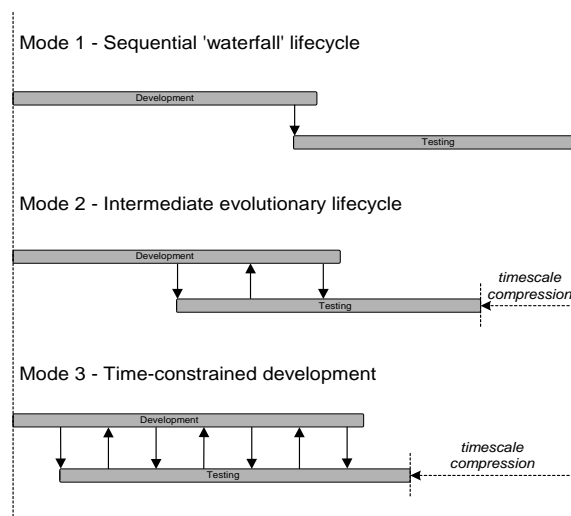 Mode 1 - Sequential 'waterfall' lifecycle
Development
Testing
Mode 2 - Intermediate evolutionary lifecycle
Development
Testing
timescale
compression
Mode 3 - Time-constrained development
Development
Testing
timescale
compression